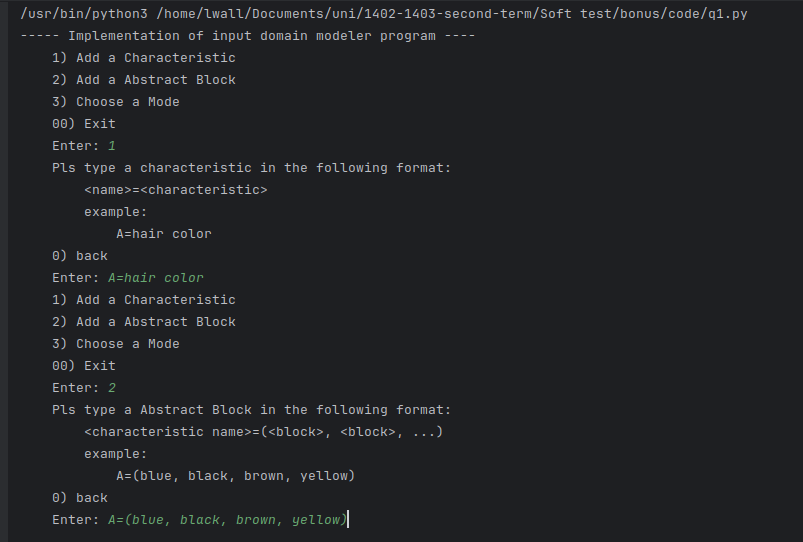 /usr/bin/python3 /home/lwall/Documents/uni/1402-1403-second-term/Soft test/bonus/code/q1.py
----- Implementation of input domain modeler program ----
1) Add a Characteristic
2) Add a Abstract Block
3) Choose a Mode
00) Exit
Enter: 1
Pls type a characteristic in the following format:
<name>=<characteristic>
example:
A=hair color
0) back
Enter: A=hair color
1) Add a Characteristic
2) Add a Abstract Block
3) Choose a Mode
00) Exit
Enter: 2
Pls type a Abstract Block in the following format:
<characteristic name>=(<block>, <block>, ...)
example:
A=(blue, black, brown, yellow)
0) back
Enter: A=(blue, black, brown, yellow)